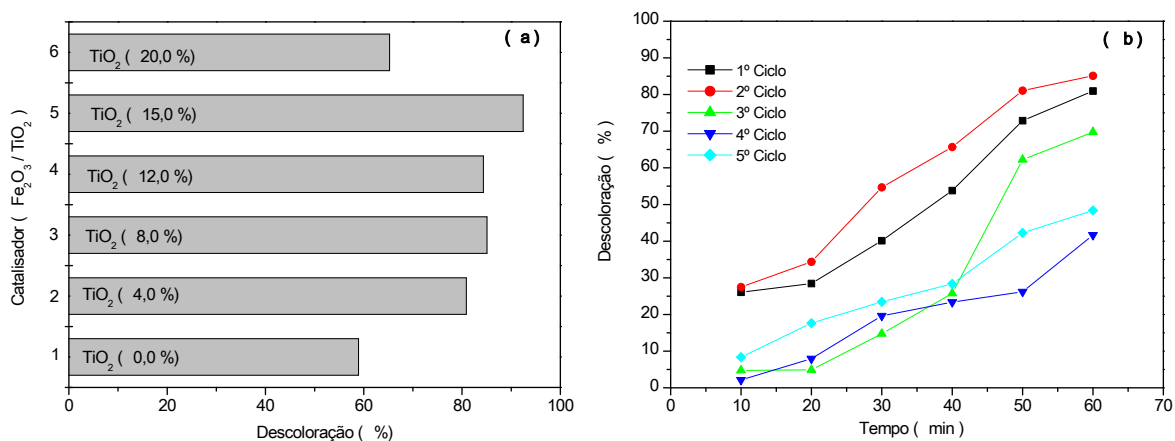 ( a)
6
5
4
3
2
1
TiO2 ( 20,0 %)
TiO2 ( 15,0 %)
TiO2 ( 12,0 %)
TiO2 ( 8,0 %)
TiO2 ( 4,0 %)
TiO2 ( 0,0 %)
Catalisador ( Fe2O3 / TiO2)
0 20 40 60 80 100
Descoloração ( %)
( b)
100
90
80
70
60
50
40
30
20
10
0
1º Ciclo
2º Ciclo
3º Ciclo
4º Ciclo
5º Ciclo
Descoloração ( %)
0 10 20 30 40 50 60 70
Tempo ( min)